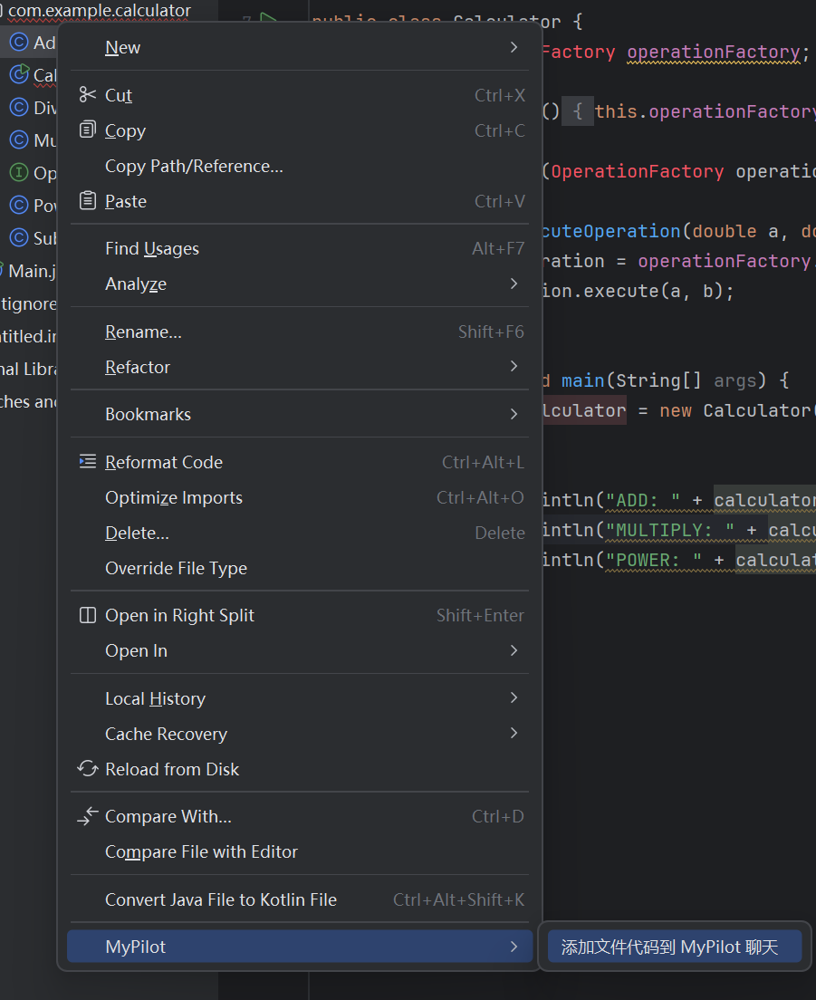 com.example.calculator
Ad
Cal
Div
Mu
Op
Pov
Sub
Main.j
tignore
ntitled.in
nal Libra
ches and
New
Cut Ctrl+X
Copy Ctrl+C
Copy Path/Reference...
Paste Ctrl+V
Find Usages Alt+F7
Analyze
Rename... Shift+F6
Refactor
Bookmarks
Reformat Code Ctrl+Alt+L
Optimize Imports Ctrl+Alt+O
Delete... Delete
Override File Type
Open in Right Split Shift+Enter
Open In
Local History
Cache Recovery
Reload from Disk
Compare With... Ctrl+D
Compare File with Editor
Convert Java File to Kotlin File Ctrl+Alt+Shift+K
MyPilot
添加文件代码到 MyPilot 聊天
7 public class Calculator {
Factory operationFactory;
() { this.operationFactory
(OperationFactory operatio
cuteOperation(double a, do
ration = operationFactory.
ion.execute(a, b);
d main(String[] args) {
lculator = new Calculator(
intln("ADD: " + calculator
intln("MULTIPLY: " + calcu
intln("POWER: " + calculat